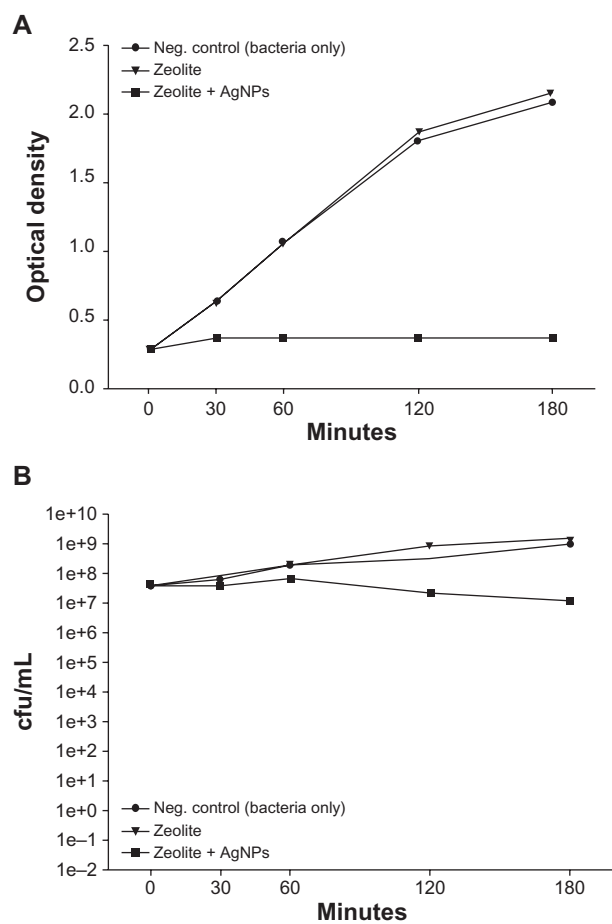 A
Neg. control (bacteria only)
Zeolite
Zeolite + AgNPs
2.5
2.0
1.5
1.0
0.5
0.0
Optical density
0 30 60 120 180
Minutes
B
1e+10
1e+9
1e+8
1e+7
1e+6
1e+5
1e+4
1e+3
1e+2
1e+1
1e+0
1e–1
1e–2
cfu/mL
Neg. control (bacteria only)
Zeolite
Zeolite + AgNPs
0 30 60 120 180
Minutes